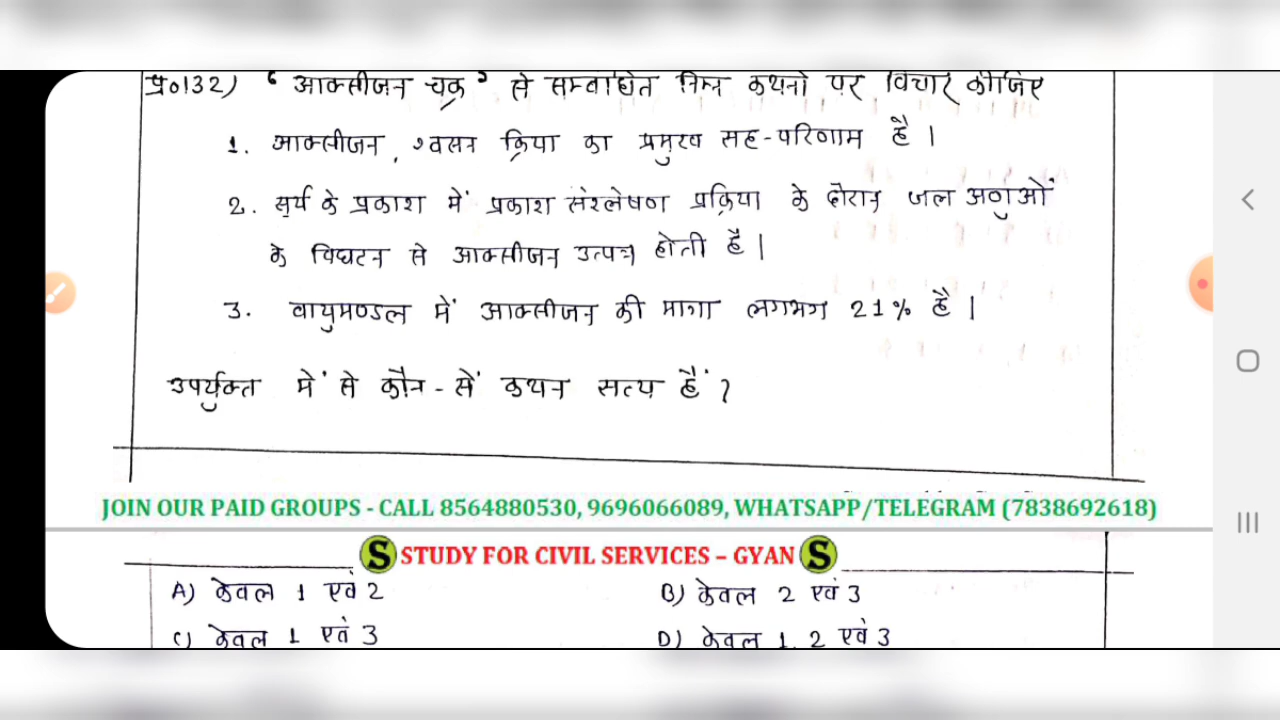 प्र०132) “आक्सीजन चक्र” से सम्बन्धित निम्न कथनो पर विचार कीजिए
1. आक्सीजन, श्वसन क्रिया का प्रमुख सह-परिणाम है।
2. सूर्य के प्रकाश में प्रकाश संश्लेषण प्रक्रिया के दौरान जल अणुओं
के विघटन से आक्सीजन उत्पन्न होती है।
3. वायुमण्डल में आक्सीजन की मात्रा लगभग 21% है।
उपर्युक्त में से कौन-सें कथन सत्य हैं?
JOIN OUR PAID GROUPS - CALL 8564880530, 9696066089, WHATSAPP/TELEGRAM (7838692618)
S STUDY FOR CIVIL SERVICES – GYAN S
A) केवल 1 एवं 2 B) केवल 2 एवं 3
C) केवल 1 एवं 3 D) केवल 1, 2 एवं 3